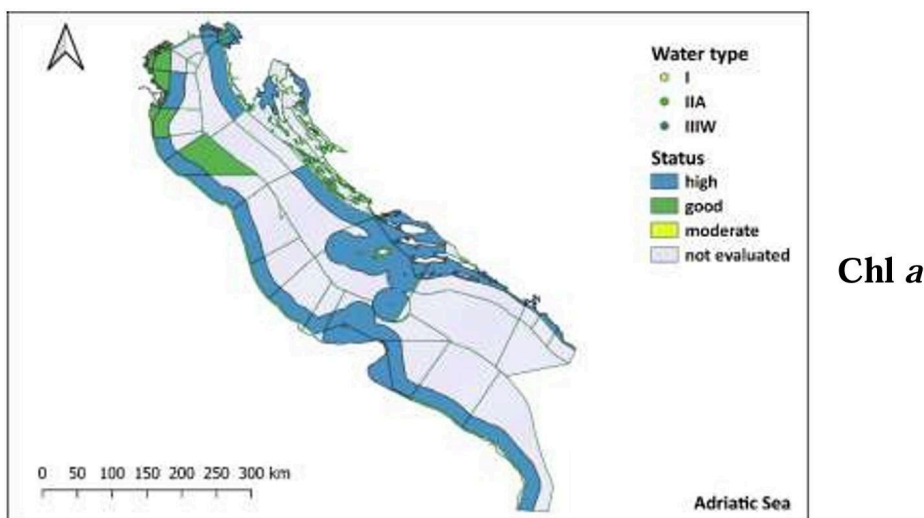 Water type
I
IIA
IIIW
Status
high
good
moderate
not evaluated
Chl a
0 50 100 150 200 250 300 km
Adriatic Sea